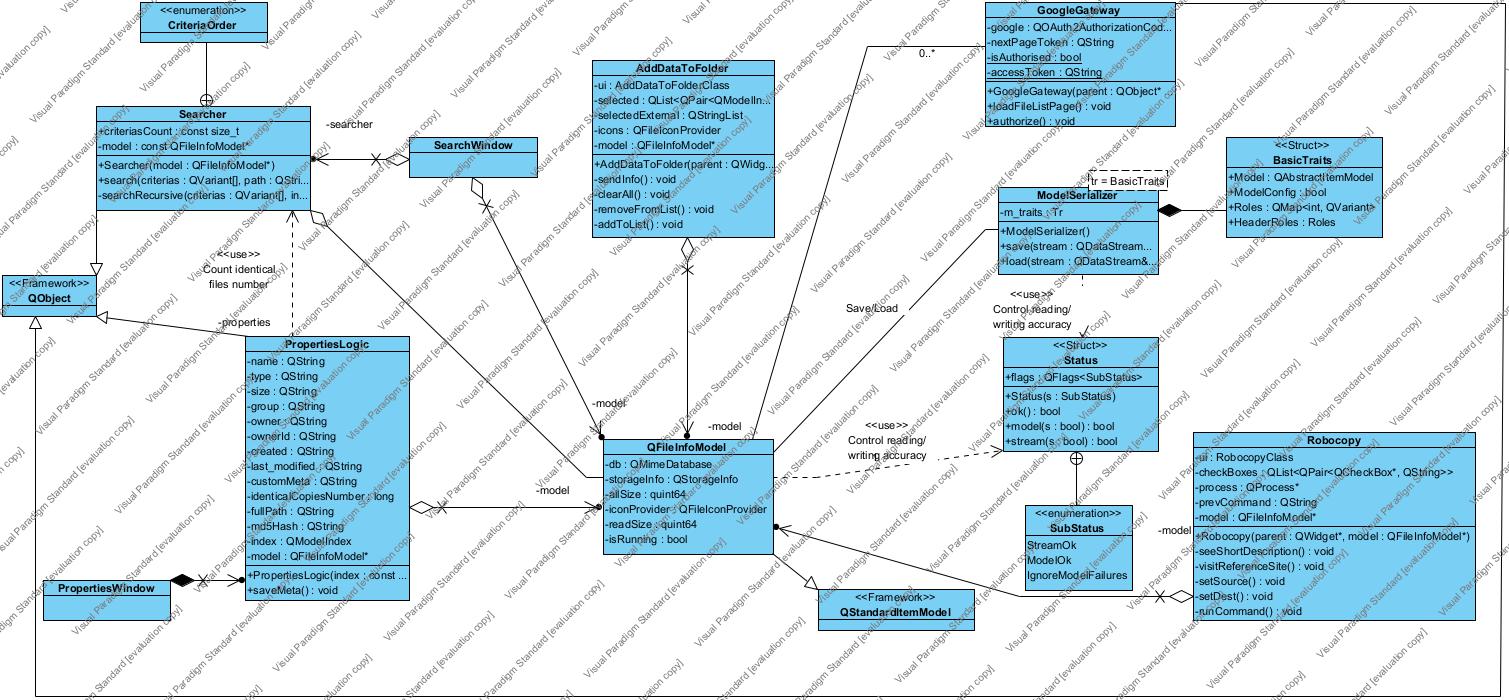 <<enumeration>>
CriteriaOrder
Searcher
+criteriasCount : const size_t
-model : const QFileInfoModel*
+Searcher(model : QFileInfoModel*)
+search(criterias : QVariant[], path : QStri...
-searchRecursive(criterias : QVariant[], in...
-searcher
SearchWindow
AddDataToFolder
-ui : AddDataToFolderClass
-selected : QList<QPair<QModelIn...
-selectedExternal : QStringList
-icons : QFileIconProvider
-model : QFileInfoModel*
+AddDataToFolder(parent : QWidg...
-sendInfo() : void
-clearAll() : void
-removeFromList() : void
-addToList() : void
GoogleGateway
-google : QOAuth2AuthorizationCod...
-nextPageToken : QString
-isAuthorised : bool
-accessToken : QString
+GoogleGateway(parent : QObject*
+loadFileListPage() : void
+authorize() : void
0..*
<<Struct>>
BasicTraits
+Model : QAbstractItemModel
+ModelConfig : bool
+Roles : QMap<int, QVariant>
+HeaderRoles : Roles
tr = BasicTraits
ModelSerializer
-m_traits : Tr
+ModelSerializer()
+save(stream : QDataStream...
+load(stream : QDataStream&...
<<Framework>>
QObject
<<use>>
Count identical
files number
-properties
PropertiesLogic
-name : QString
-type : QString
-size : QString
-group : QString
-owner : QString
-ownerId : QString
-created : QString
-last_modified : QString
-customMeta : QString
-identicalCopiesNumber : long
-fullPath : QString
-md5Hash : QString
-index : QModelIndex
-model : QFileInfoModel*
+PropertiesLogic(index : const ...
+saveMeta() : void
PropertiesWindow
Save/Load
<<use>>
Control reading/
writing accuracy
<<Struct>>
Status
+flags : QFlags<SubStatus>
+Status(s : SubStatus)
+ok() : bool
+model(s : bool) : bool
+stream(s : bool) : bool
-model
-model
-model
QFileInfoModel
-db : QMimeDatabase
-storageInfo : QStorageInfo
-allSize : quint64
-iconProvider : QFileIconProvider
-readSize : quint64
-isRunning : bool
<<use>>
Control reading/
writing accuracy
<<enumeration>>
SubStatus
StreamOk
ModelOk
IgnoreModelFailures
-model
Robocopy
-ui : RobocopyClass
-checkBoxes : QList<QPair<QCheckBox*, QString>>
-process : QProcess*
-prevCommand : QString
-model : QFileInfoModel*
+Robocopy(parent : QWidget*, model : QFileInfoModel*)
-seeShortDescription() : void
-visitReferenceSite() : void
-setSource() : void
-setDest() : void
-runCommand() : void
<<Framework>>
QStandardItemModel
Visual Paradigm Standard [evaluation copy]